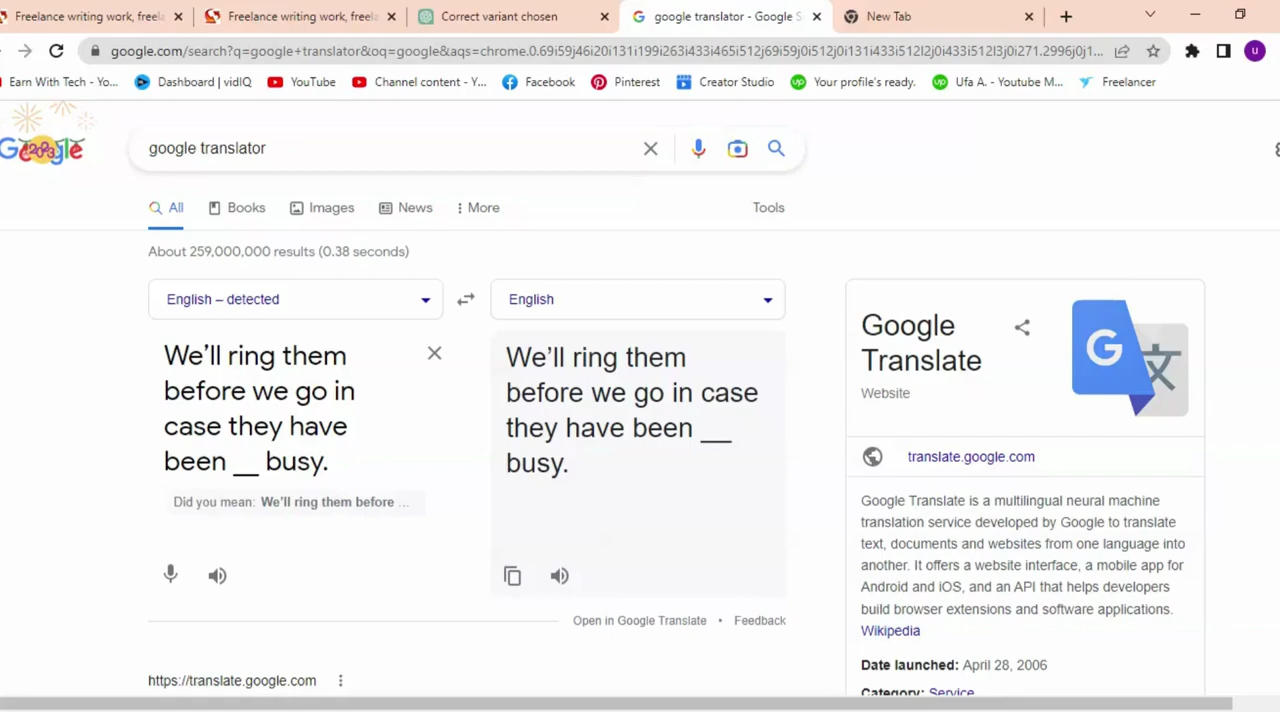 Freelance writing work, freela
Freelance writing work, freela
Correct variant chosen
google translator - Google S
New Tab
google.com/search?q=google+translator&oq=google&aqs=chrome.0.69i59j46i20i131i199i263i433i465i512j69i59j0i512j0i131i433i512l2j0i433i512l3j0i271.2996j0j1...
U
Earn With Tech - Yo...
Dashboard | vidIQ
YouTube
Channel content - Y...
Facebook
Pinterest
Creator Studio
Your profile's ready.
Ufa A. - Youtube M...
Freelancer
Google
2023
google translator
All
Books
Images
News
More
Tools
About 259,000,000 results (0.38 seconds)
English – detected
English
We’ll ring them
before we go in
case they have
been __ busy.
Did you mean: We’ll ring them before ...
We’ll ring them
before we go in case
they have been __
busy.
Open in Google Translate • Feedback
https://translate.google.com
Google
Translate
Website
G
文
translate.google.com
Google Translate is a multilingual neural machine
translation service developed by Google to translate
text, documents and websites from one language into
another. It offers a website interface, a mobile app for
Android and iOS, and an API that helps developers
build browser extensions and software applications.
Wikipedia
Date launched: April 28, 2006
Category: Service